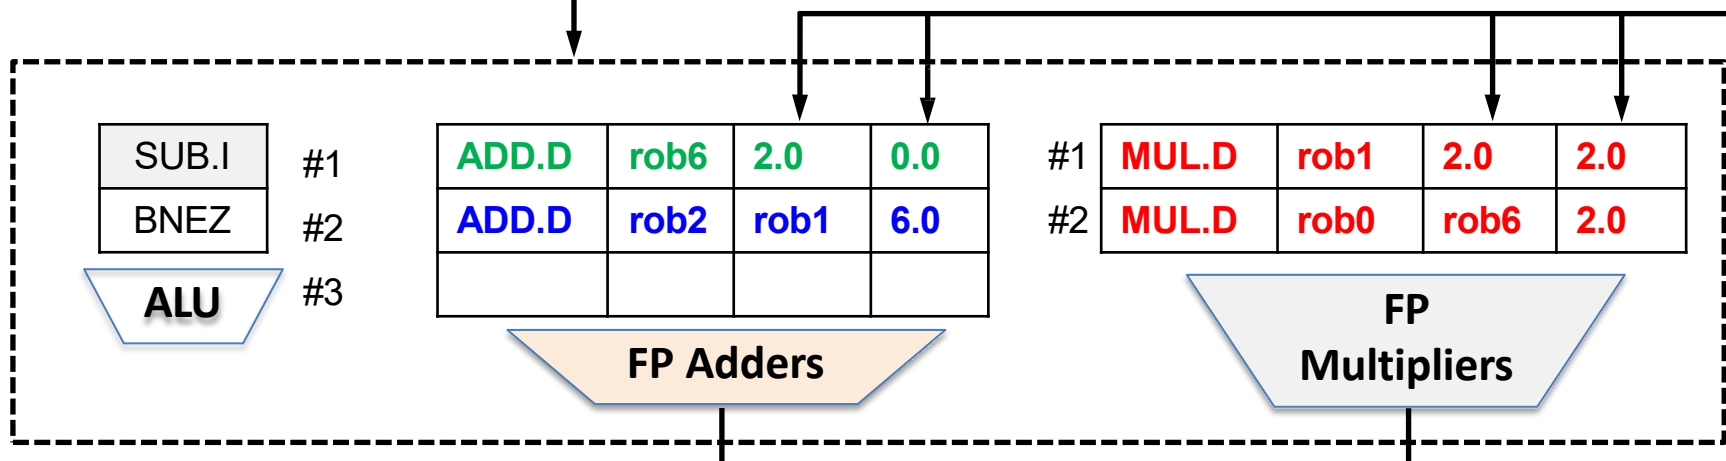 SUB.I #1 ADD.D rob6 2.0 0.0 #1 MUL.D rob1 2.0 2.0
BNEZ #2 ADD.D rob2 rob1 6.0 #2 MUL.D rob0 rob6 2.0
ALU #3
FP Adders
FP
Multipliers